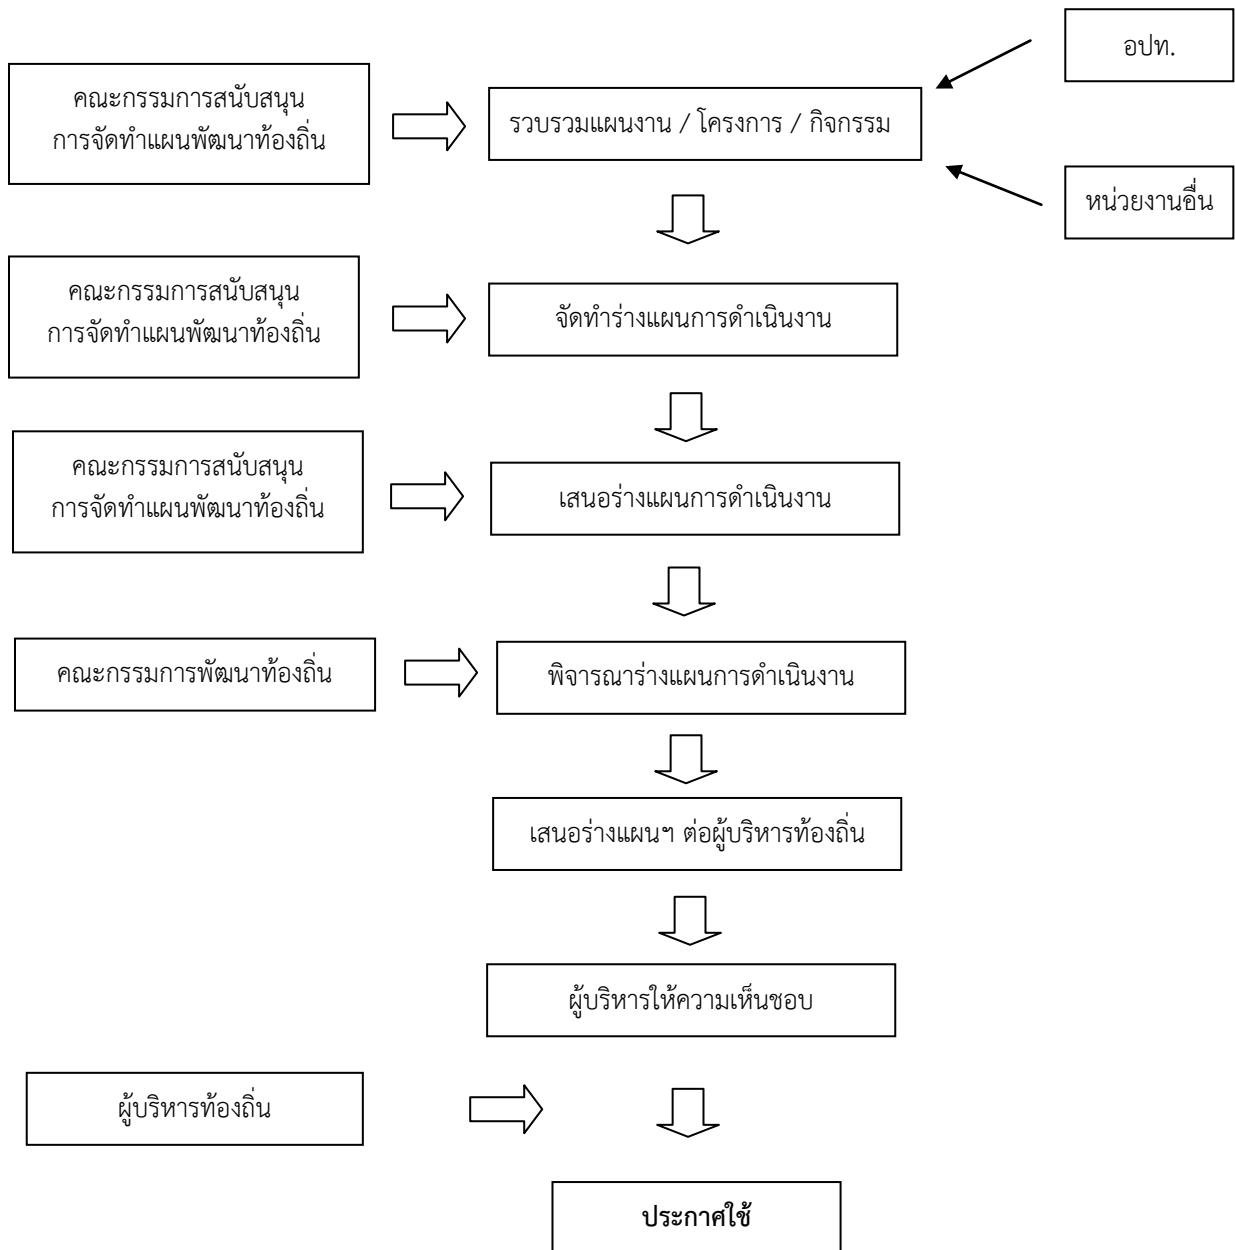 อปท.
คณะกรรมการสนับสนุน
การจัดทำแผนพัฒนาท้องถิ่น
รวบรวมแผนงาน / โครงการ / กิจกรรม
หน่วยงานอื่น
คณะกรรมการสนับสนุน
การจัดทำแผนพัฒนาท้องถิ่น
จัดทำร่างแผนการดำเนินงาน
คณะกรรมการสนับสนุน
การจัดทำแผนพัฒนาท้องถิ่น
เสนอร่างแผนการดำเนินงาน
คณะกรรมการพัฒนาท้องถิ่น
พิจารณาร่างแผนการดำเนินงาน
เสนอร่างแผนฯ ต่อผู้บริหารท้องถิ่น
ผู้บริหารให้ความเห็นชอบ
ผู้บริหารท้องถิ่น
ประกาศใช้